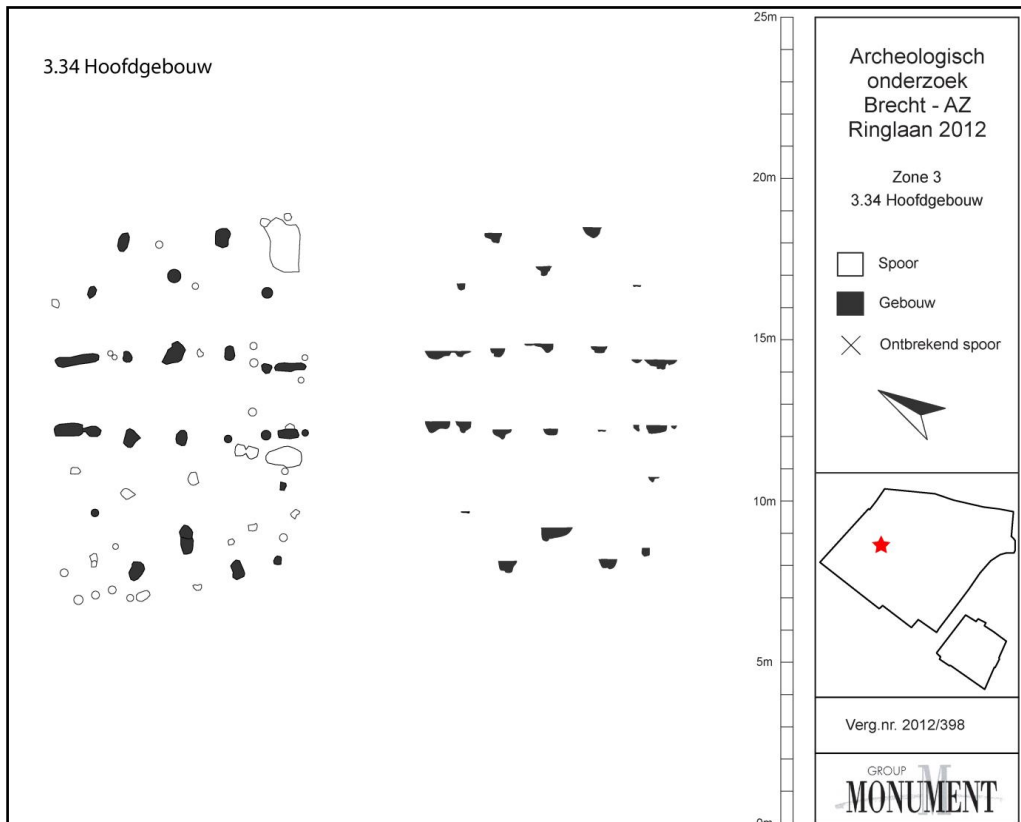 3.34 Hoofdgebouw
25m
20m
15m
10m
5m
0m
Archeologisch
onderzoek
Brecht - AZ
Ringlaan 2012
Zone 3
3.34 Hoofdgebouw
Spoor
Gebouw
Ontbrekend spoor
Verg.nr. 2012/398
GROUP
M
MONUMENT